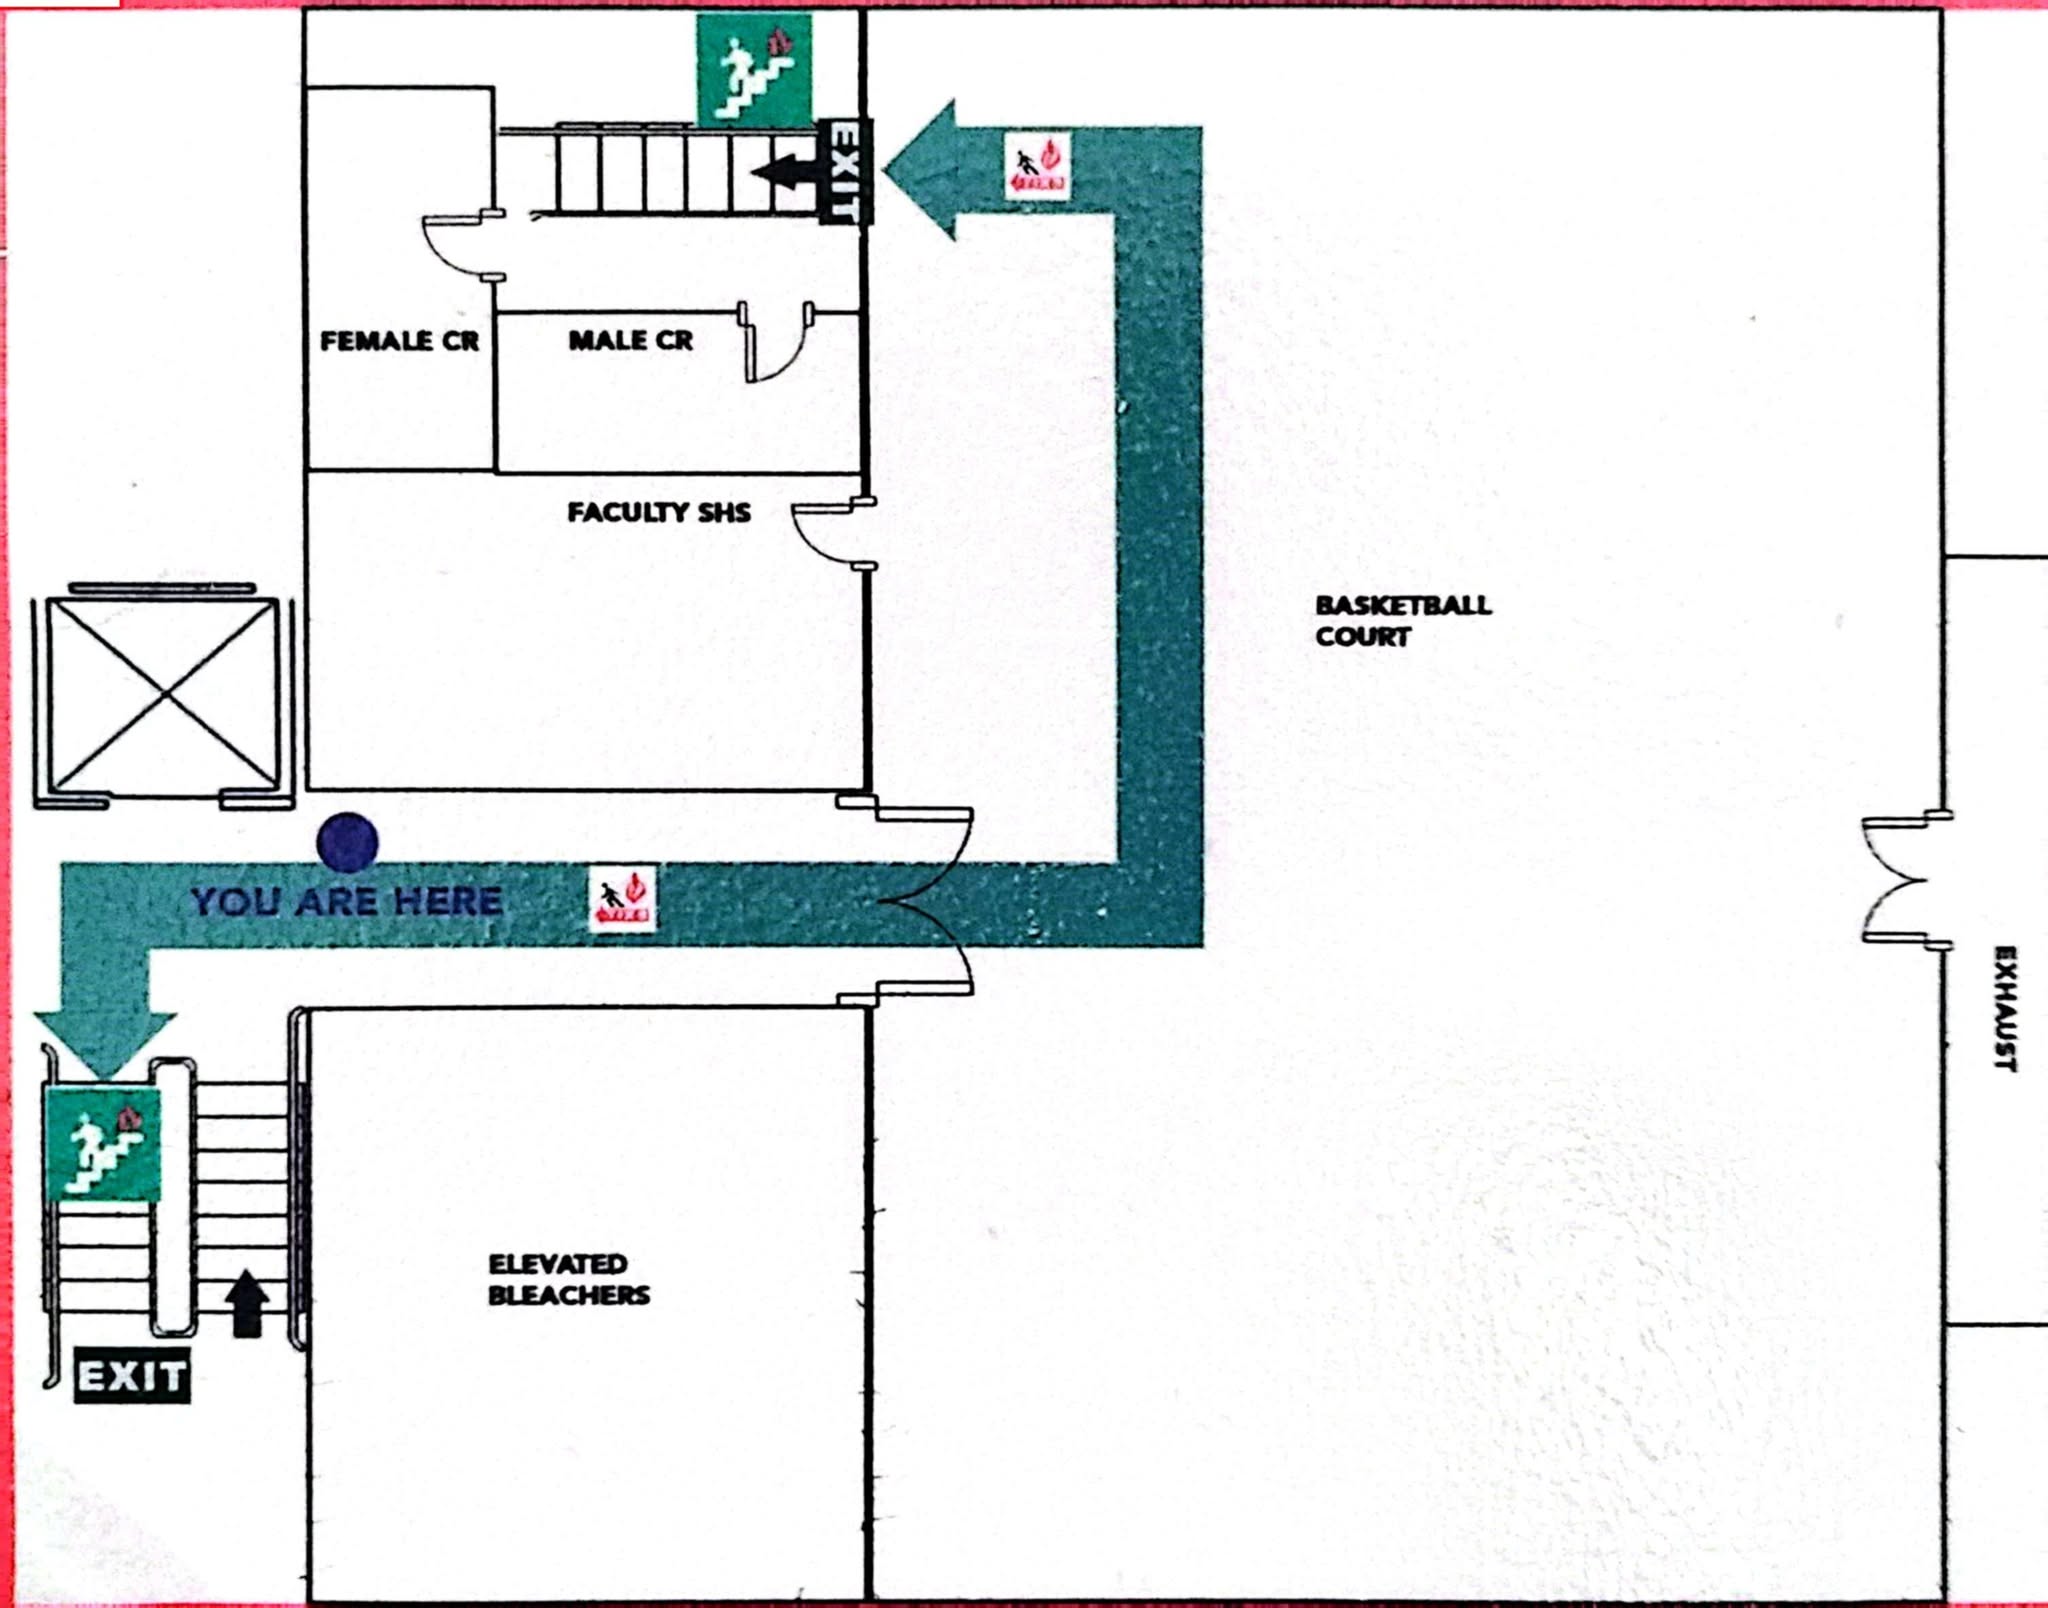 EXIT
FEMALE CR
MALE CR
FACULTY SHS
BASKETBALL
COURT
YOU ARE HERE
EXHAUST
ELEVATED
BLEACHERS
EXIT